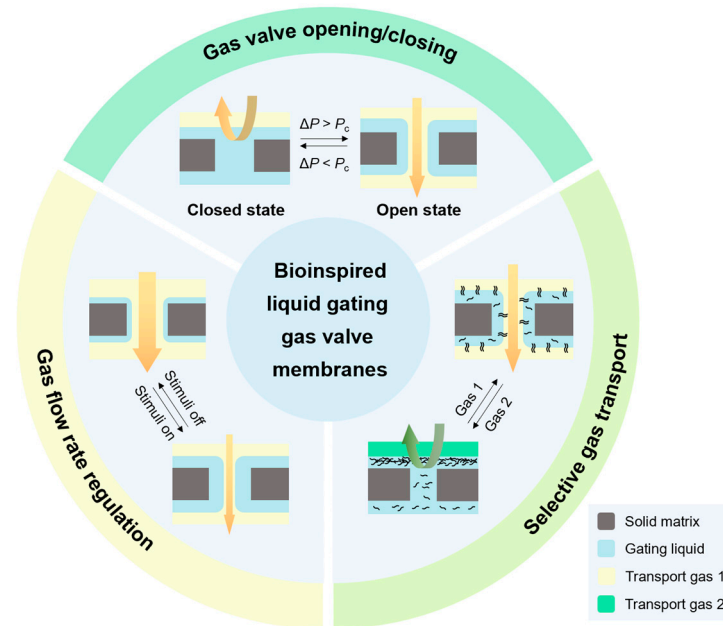 Gas valve opening/closing
ΔP > Pc
ΔP < Pc
Closed state
Open state
Bioinspired
liquid gating
gas valve
membranes
Gas flow rate regulation
Stimuli off
Stimuli on
Selective gas transport
Gas 1
Gas 2
Solid matrix
Gating liquid
Transport gas 1
Transport gas 2